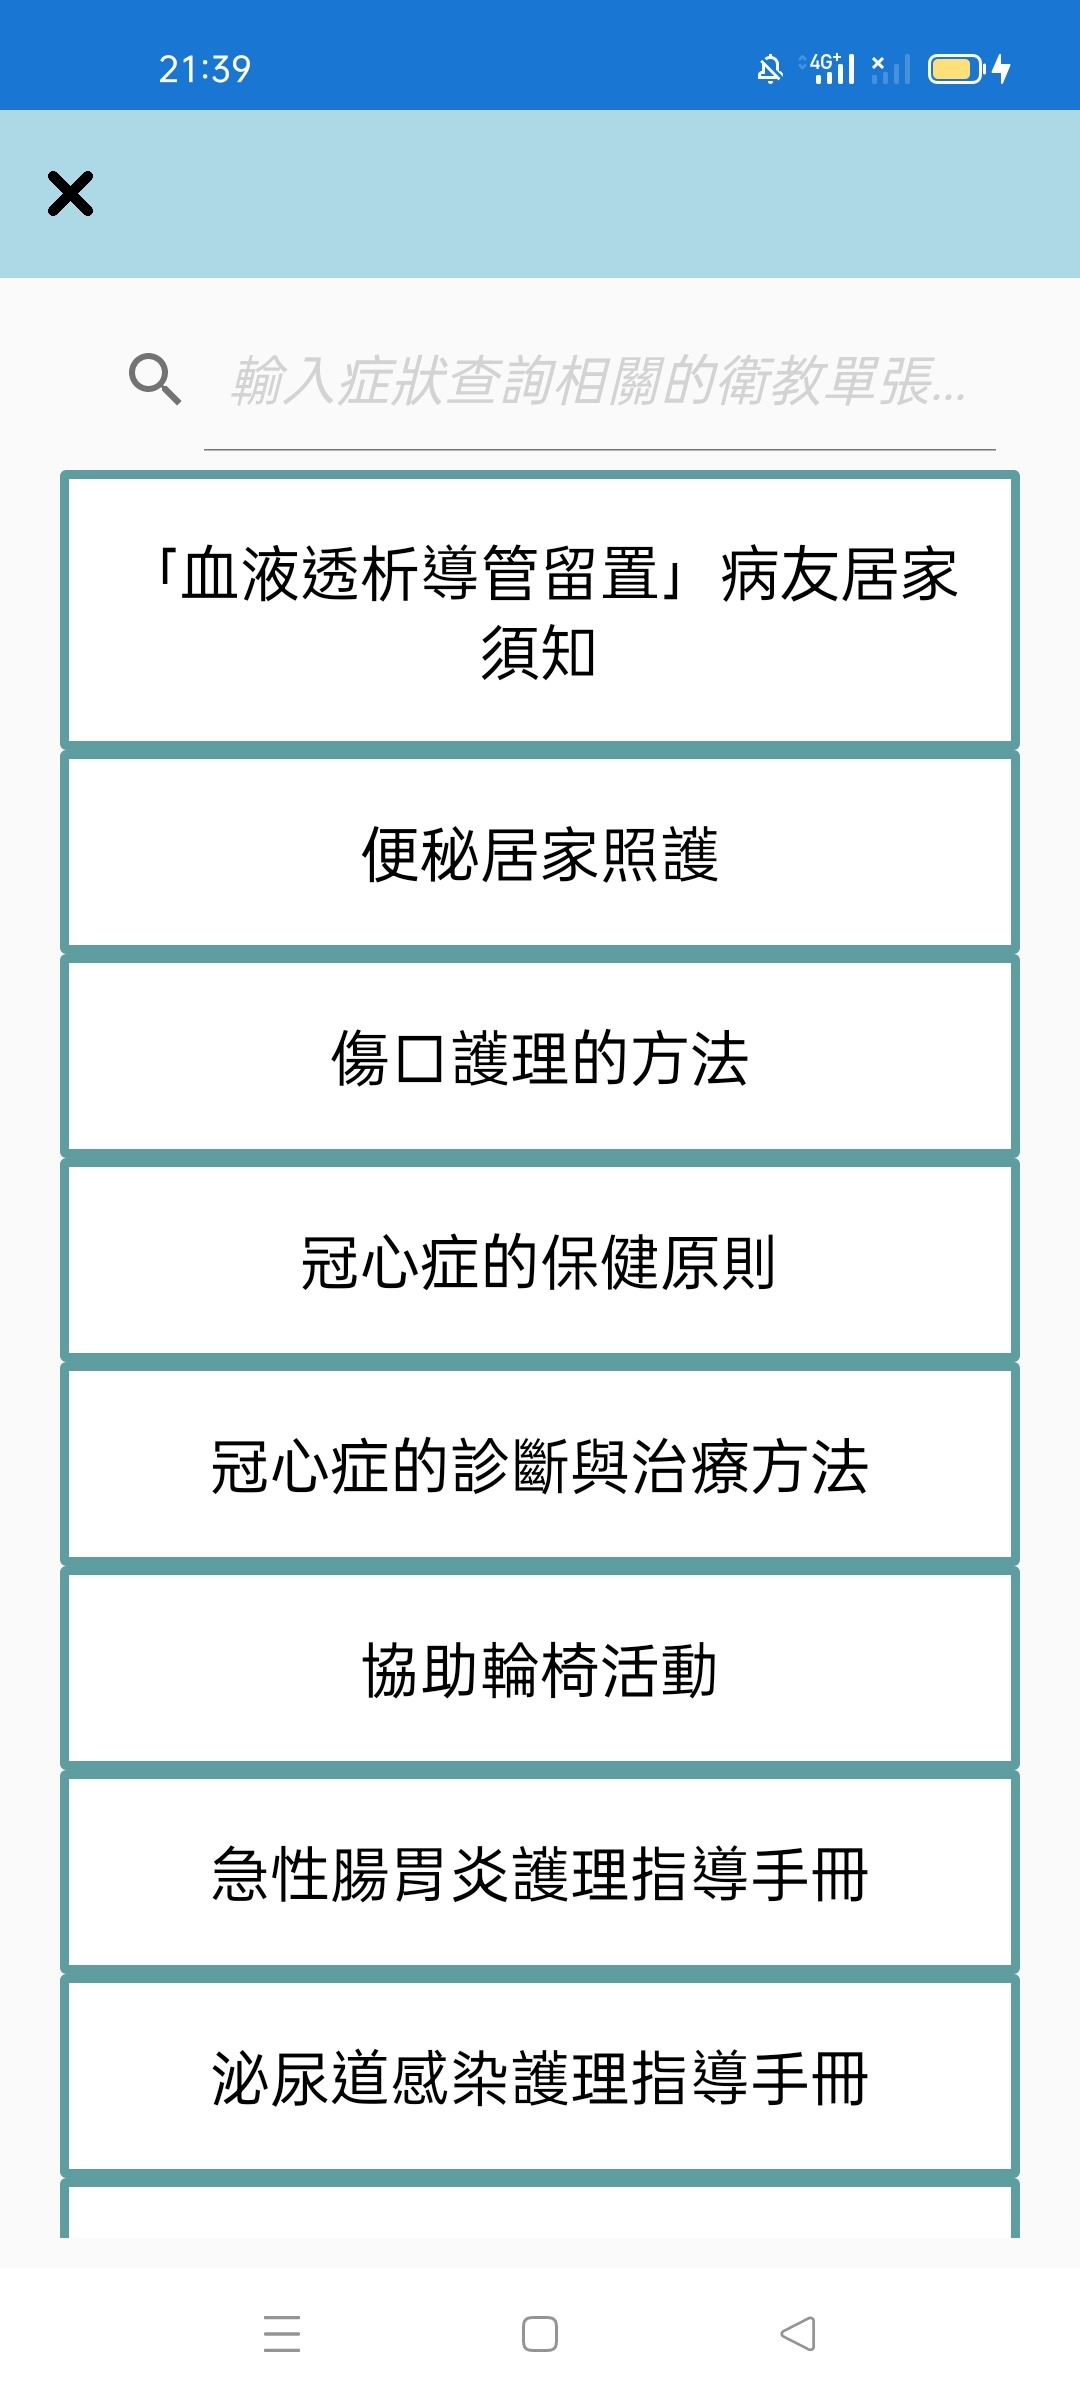 21:39
4G+
輸入症狀查詢相關的衛教單張...
「血液透析導管留置」病友居家
須知
便秘居家照護
傷口護理的方法
冠心症的保健原則
冠心症的診斷與治療方法
協助輪椅活動
急性腸胃炎護理指導手冊
泌尿道感染護理指導手冊